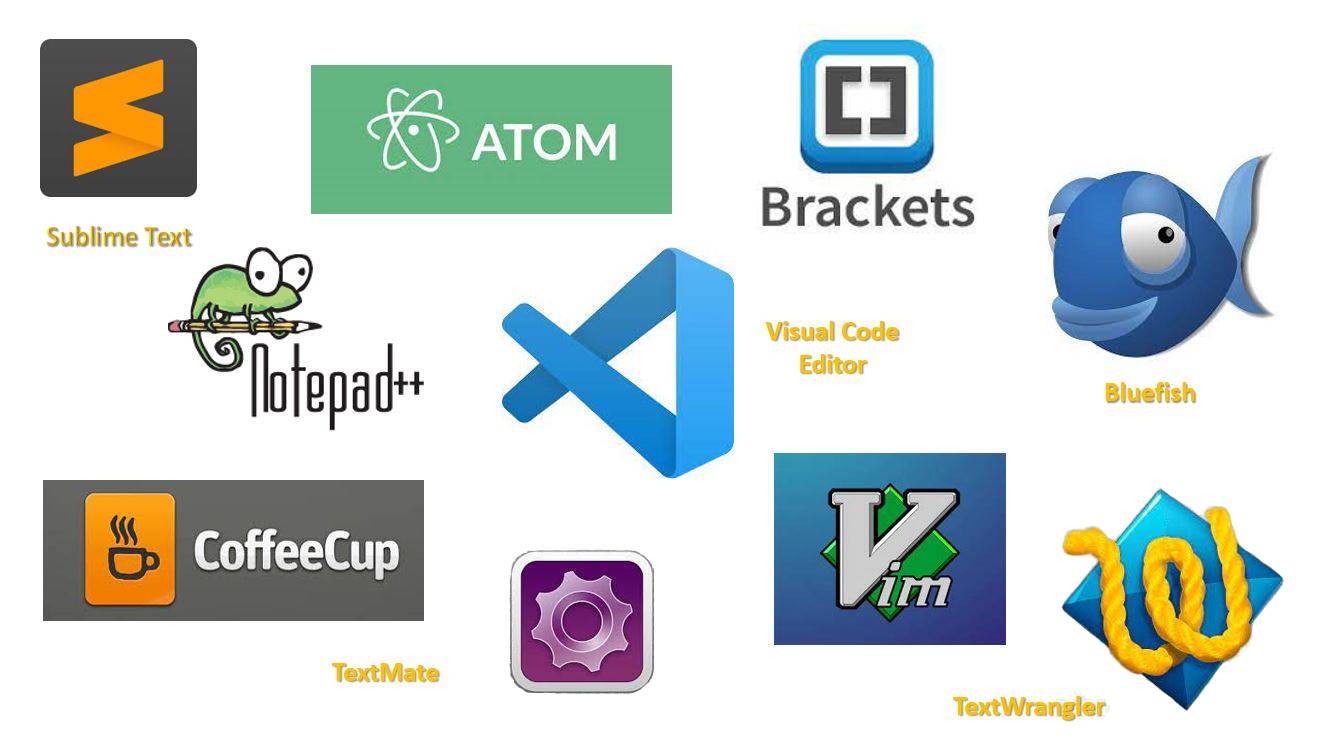 ATOM
Brackets
Sublime Text
Notepad++
Visual Code
Editor
Bluefish
CoffeeCup
Vim
TextMate
TextWrangler